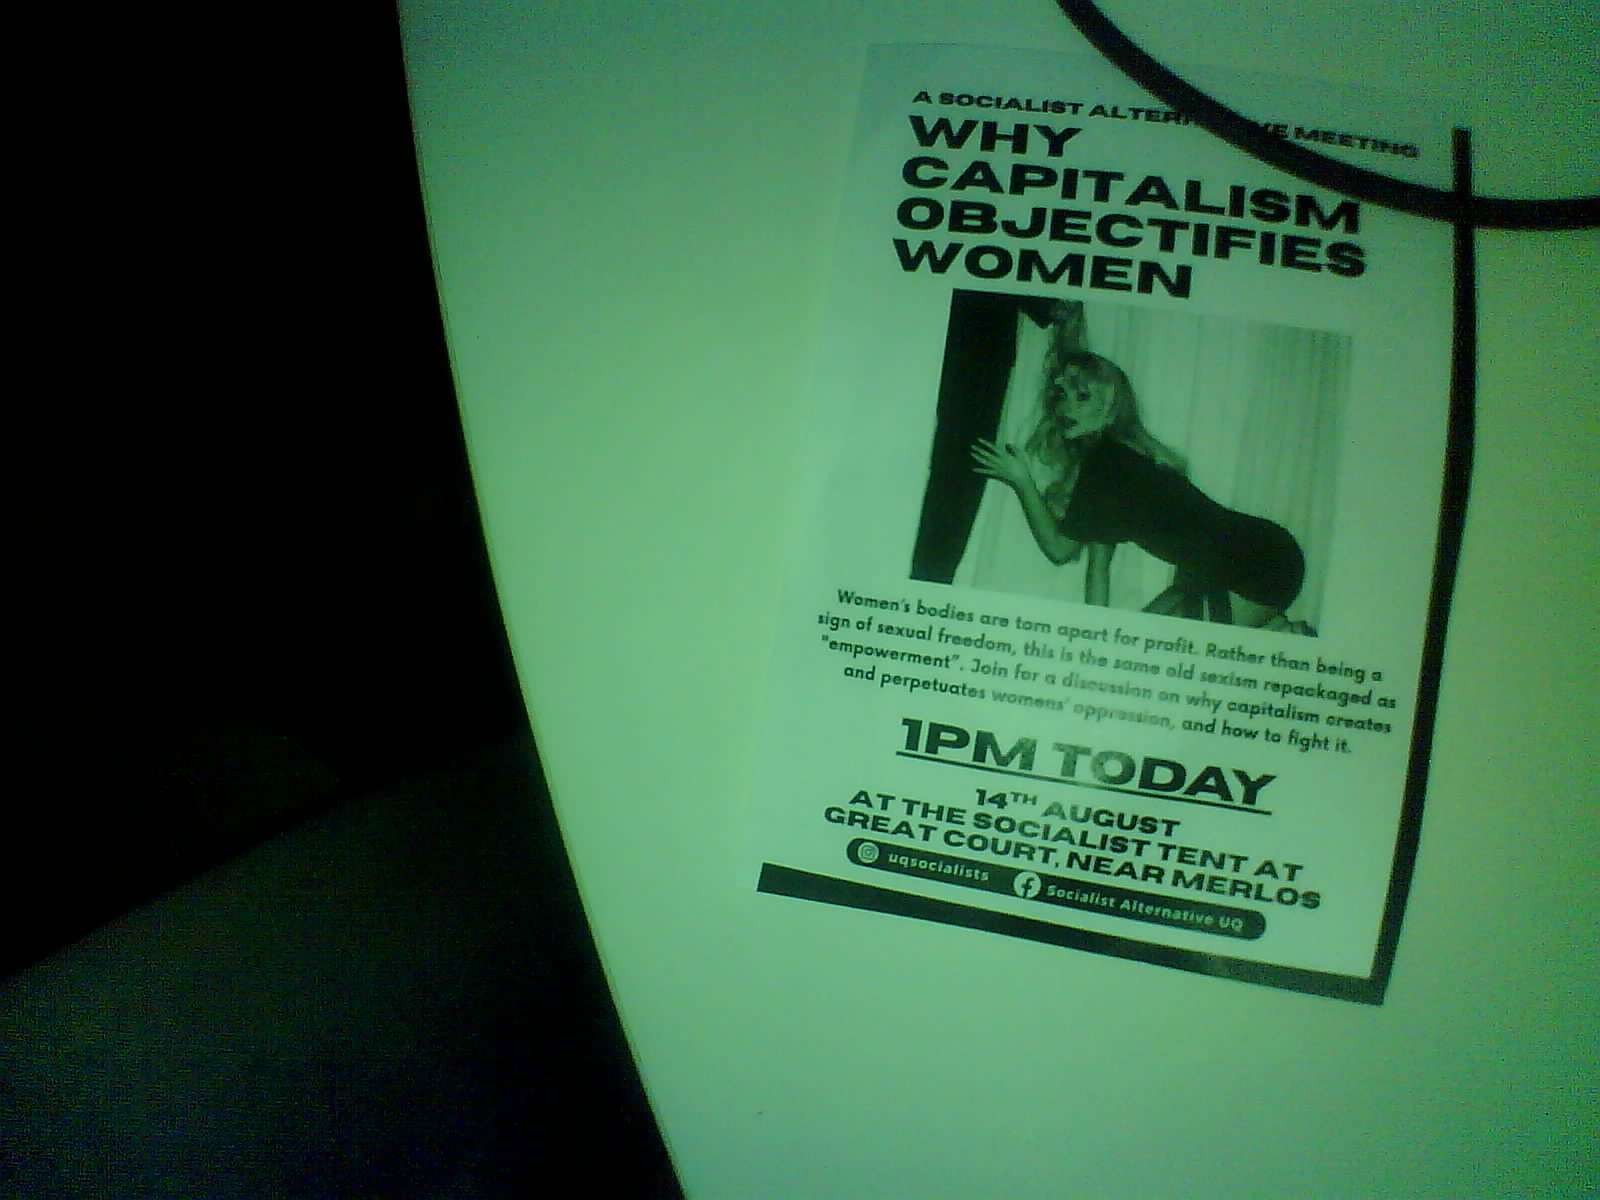 A SOCIALIST ALTERNATIVE MEETING
WHY
CAPITALISM
OBJECTIFIES
WOMEN
Women's bodies are torn apart for profit. Rather than being a
sign of sexual freedom, this is the same old sexism repackaged as
"empowerment". Join for a discussion on why capitalism creates
and perpetuates womens' oppression, and how to fight it.
1PM TODAY
14TH AUGUST
AT THE SOCIALIST TENT AT
GREAT COURT, NEAR MERLOS
uqsocialists
Socialist Alternative UQ